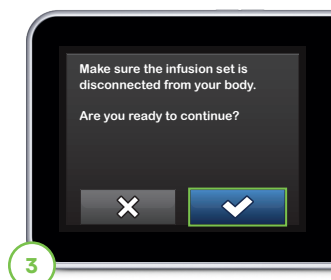 Make sure the infusion set is
disconnected from your body.
Are you ready to continue?
3